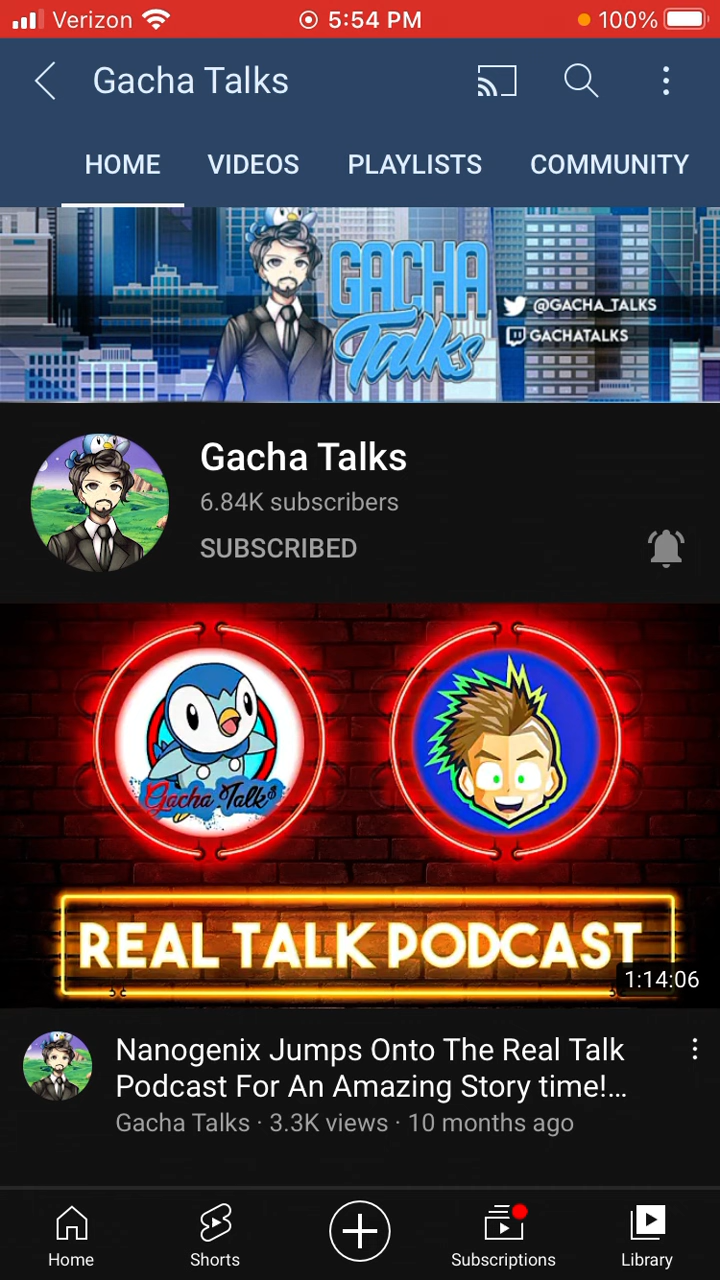 Verizon 5:54 PM 100%
Gacha Talks
HOME VIDEOS PLAYLISTS COMMUNITY
GACHA
Talks
@GACHA_TALKS
GACHATALKS
Gacha Talks
6.84K subscribers
SUBSCRIBED
Gacha Talks
REAL TALK PODCAST
1:14:06
Nanogenix Jumps Onto The Real Talk
Podcast For An Amazing Story time!...
Gacha Talks · 3.3K views · 10 months ago
Home Shorts Subscriptions Library